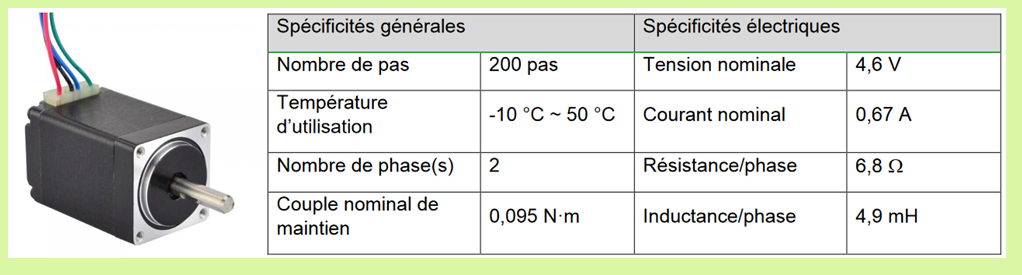 Spécificités générales Spécificités électriques
Nombre de pas 200 pas Tension nominale 4,6 V
Température
d’utilisation -10 °C ~ 50 °C Courant nominal 0,67 A
Nombre de phase(s) 2 Résistance/phase 6,8 Ω
Couple nominal de
maintien 0,095 N·m Inductance/phase 4,9 mH